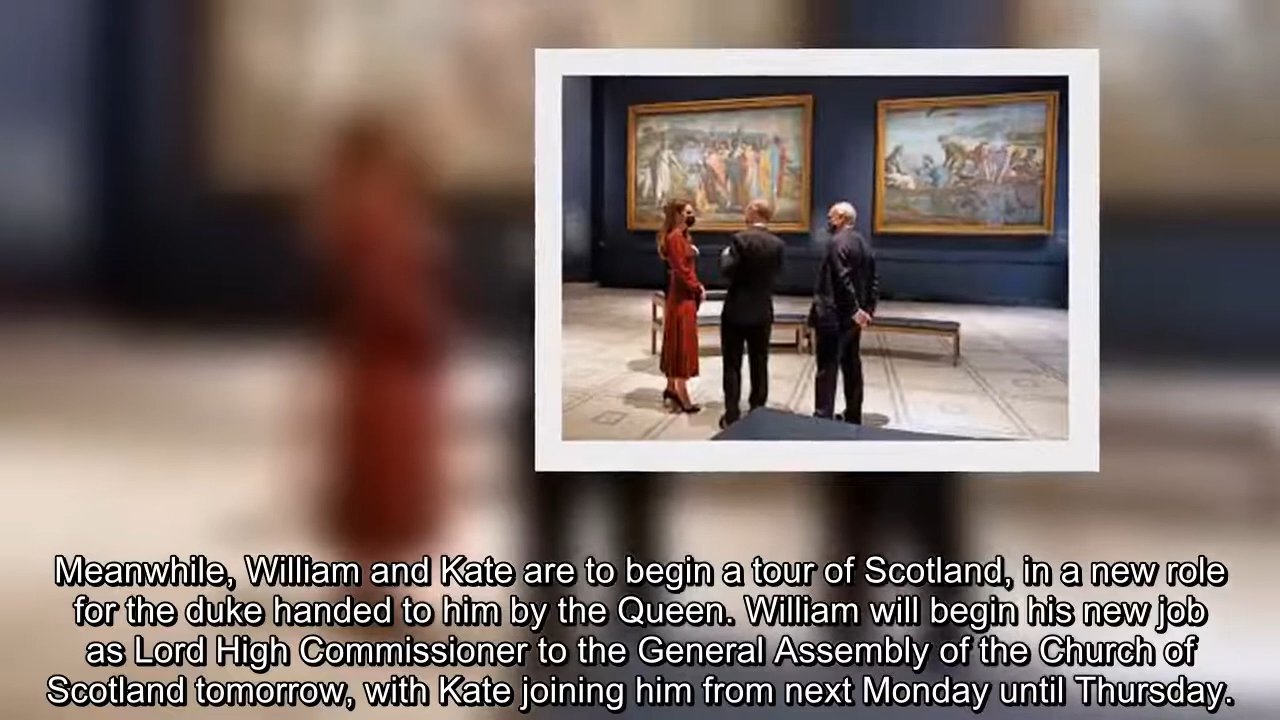 Meanwhile, William and Kate are to begin a tour of Scotland, in a new role
for the duke handed to him by the Queen. William will begin his new job
as Lord High Commissioner to the General Assembly of the Church of
Scotland tomorrow, with Kate joining him from next Monday until Thursday.